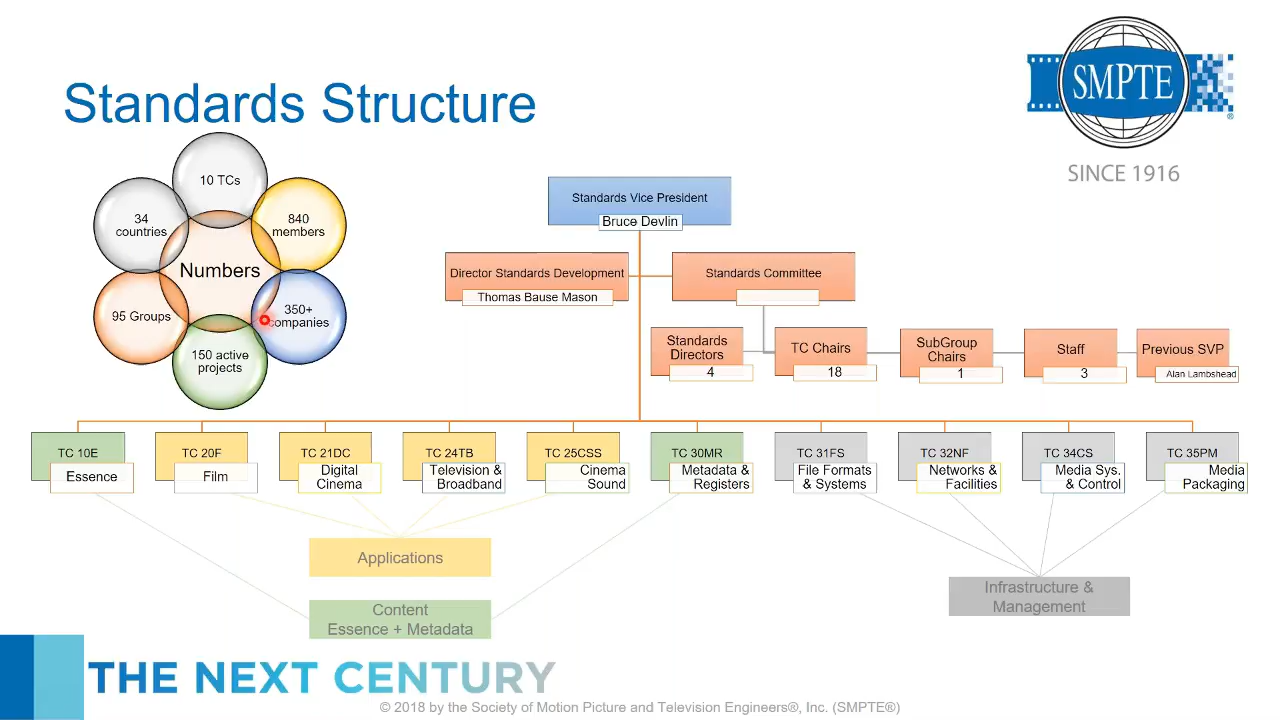 SMPTE
®
SINCE 1916
Standards Structure
10 TCs
34
countries
840
members
Numbers
95 Groups
350+
companies
150 active
projects
Standards Vice President
Bruce Devlin
Director Standards Development
Thomas Bause Mason
Standards Committee
Standards
Directors
4
TC Chairs
18
SubGroup
Chairs
1
Staff
3
Previous SVP
Alan Lambshead
TC 10E
Essence
TC 20F
Film
TC 21DC
Digital
Cinema
TC 24TB
Television &
Broadband
TC 25CSS
Cinema
Sound
TC 30MR
Metadata &
Registers
TC 31FS
File Formats
& Systems
TC 32NF
Networks &
Facilities
TC 34CS
Media Sys.
& Control
TC 35PM
Media
Packaging
Applications
Content
Essence + Metadata
Infrastructure &
Management
THE NEXT CENTURY
© 2018 by the Society of Motion Picture and Television Engineers®, Inc. (SMPTE®)